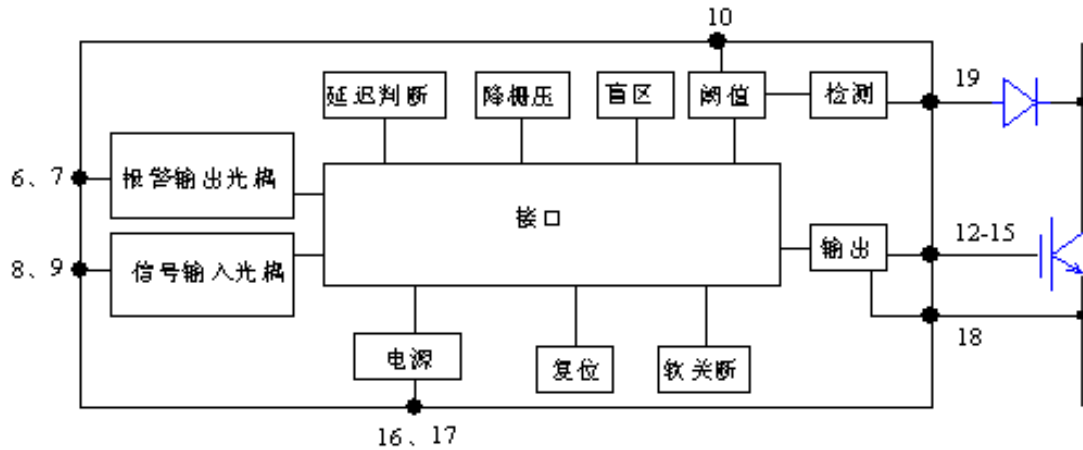 10
延迟判断
降栅压
盲区
阈值
检测
19
6、7
报警输出光耦
接口
8、9
信号输入光耦
输出
12-15
18
电源
复位
软关断
16、17